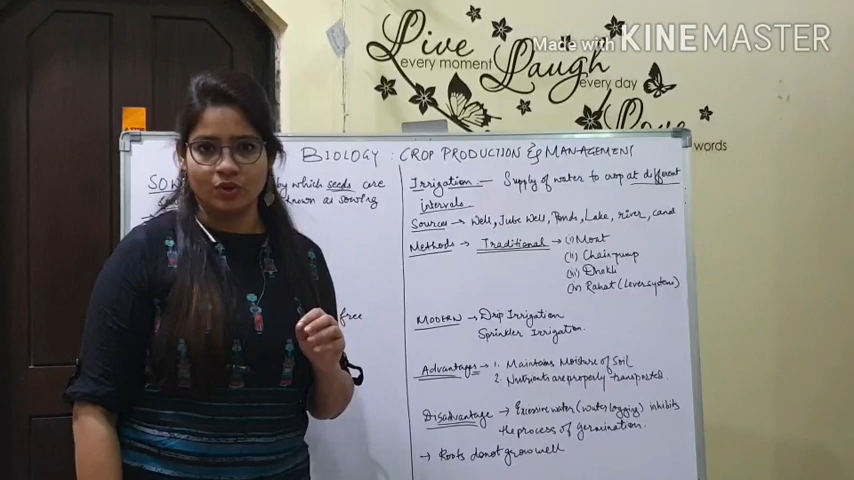 Made with KINEMASTER
Live
every moment
Laugh
every day
Love
words
BIOLOGY : CROP PRODUCTION & MANAGEMENT
SOW
by which seeds are
known as sowing
free
Irrigation - Supply of water to crop at different
intervals
Sources → Well, Tube Well, Ponds, Lake, river, canal
Methods → Traditional → (i) Moat
(ii) Chain-pump
(iii) Dhekli
(iv) Rahat (Lever system)
MODERN → Drip Irrigation
Sprinkler Irrigation.
Advantages → 1. Maintains Moisture of Soil
2. Nutrients are properly transported.
Disadvantage → Excessive water (water logging) inhibits
the process of germination.
→ Roots donot grow well